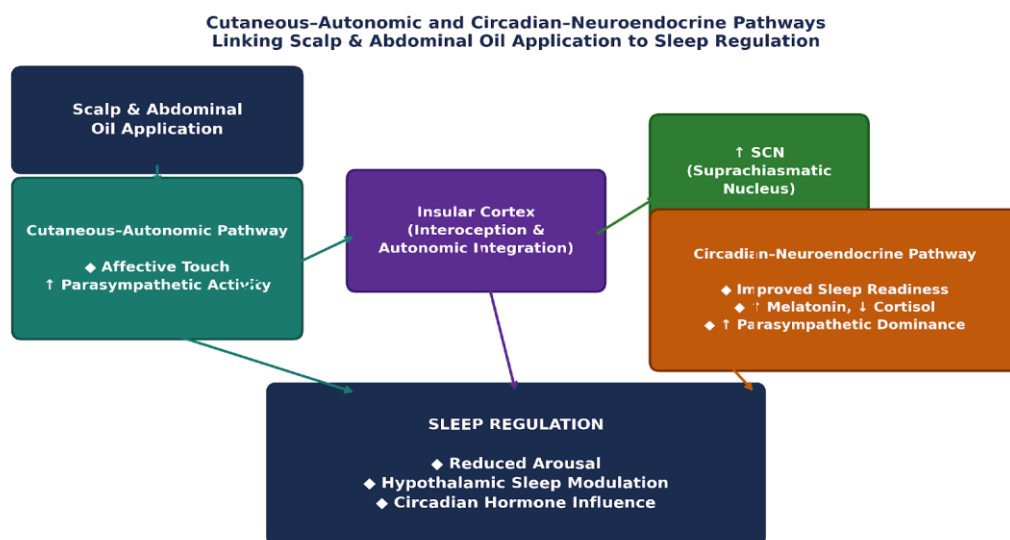 Cutaneous–Autonomic and Circadian–Neuroendocrine Pathways
Linking Scalp & Abdominal Oil Application to Sleep Regulation
Scalp & Abdominal
Oil Application
Cutaneous–Autonomic Pathway
◆ Affective Touch
↑ Parasympathetic Activity
Insular Cortex
(Interoception &
Autonomic Integration)
↑ SCN
(Suprachiasmatic
Nucleus)
Circadian–Neuroendocrine Pathway
◆ Improved Sleep Readiness
◆ ↑ Melatonin, ↓ Cortisol
◆ ↑ Parasympathetic Dominance
SLEEP REGULATION
◆ Reduced Arousal
◆ Hypothalamic Sleep Modulation
◆ Circadian Hormone Influence